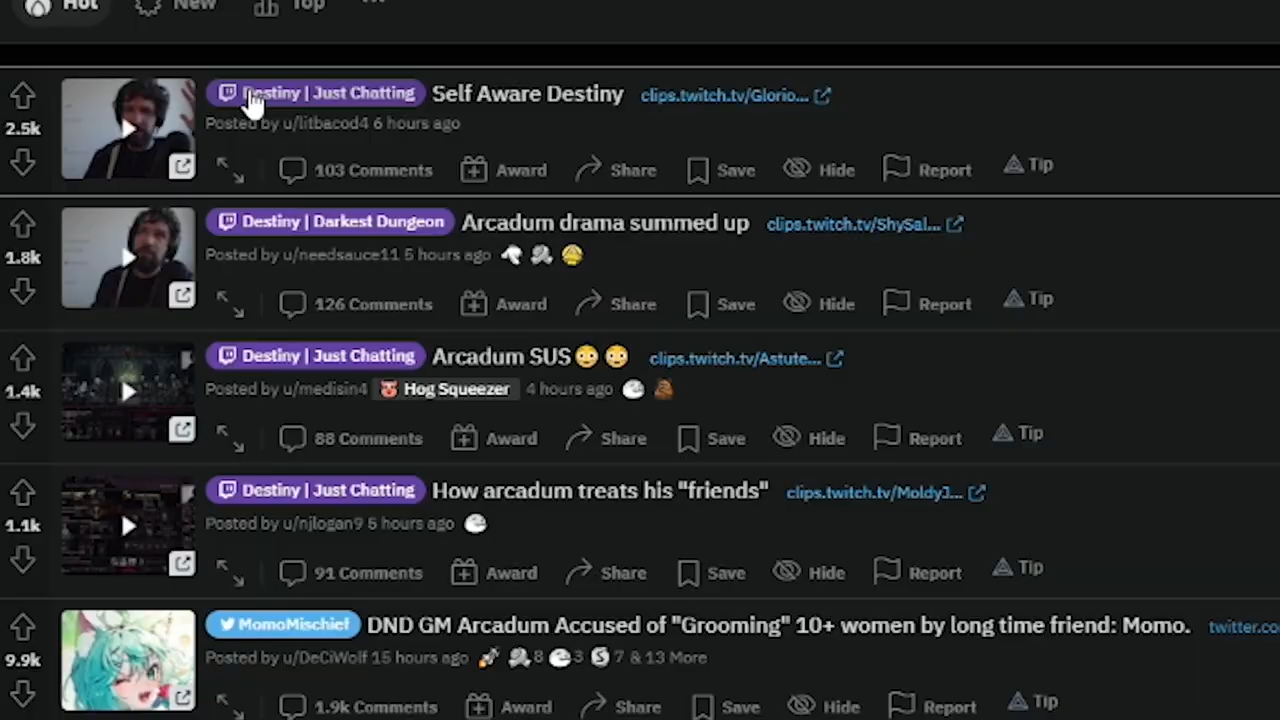 Hot New Top ...
Destiny | Just Chatting Self Aware Destiny clips.twitch.tv/Glorio...
Posted by u/litbacod4 6 hours ago
2.5k
103 Comments Award Share Save Hide Report Tip
Destiny | Darkest Dungeon Arcadum drama summed up clips.twitch.tv/ShySal...
Posted by u/needsauce11 5 hours ago
1.8k
126 Comments Award Share Save Hide Report Tip
Destiny | Just Chatting Arcadum SUS😳😳 clips.twitch.tv/Astute...
Posted by u/medisin4 Hog Squeezer 4 hours ago
1.4k
88 Comments Award Share Save Hide Report Tip
Destiny | Just Chatting How arcadum treats his "friends" clips.twitch.tv/MoldyJ...
Posted by u/njlogan9 5 hours ago
1.1k
91 Comments Award Share Save Hide Report Tip
MomoMischief DND GM Arcadum Accused of "Grooming" 10+ women by long time friend: Momo. twitter.co
Posted by u/DeCiWolf 15 hours ago 8 3 7 & 13 More
9.9k
1.9k Comments Award Share Save Hide Report Tip